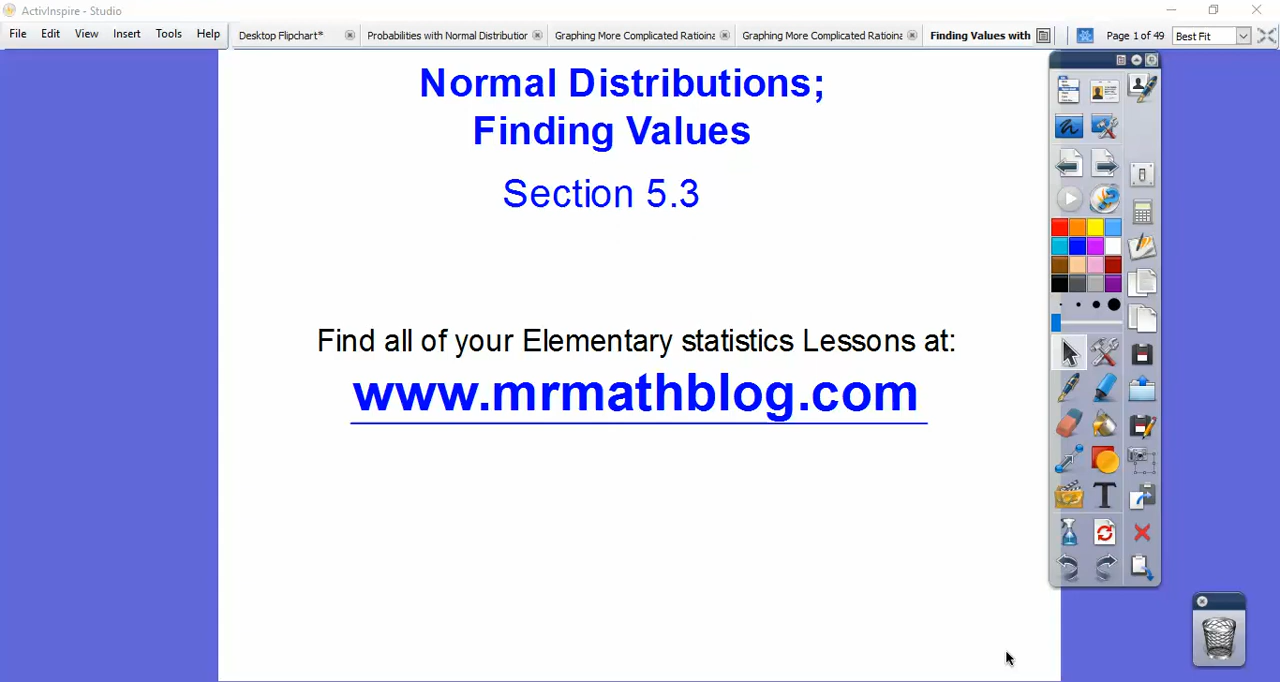 ActivInspire - Studio
File Edit View Insert Tools Help
Desktop Flipchart*
Probabilities with Normal Distribution
Graphing More Complicated Rationa
Graphing More Complicated Rationa
Finding Values with
Page 1 of 49
Best Fit
Normal Distributions;
Finding Values
Section 5.3
Find all of your Elementary statistics Lessons at:
www.mrmathblog.com
T